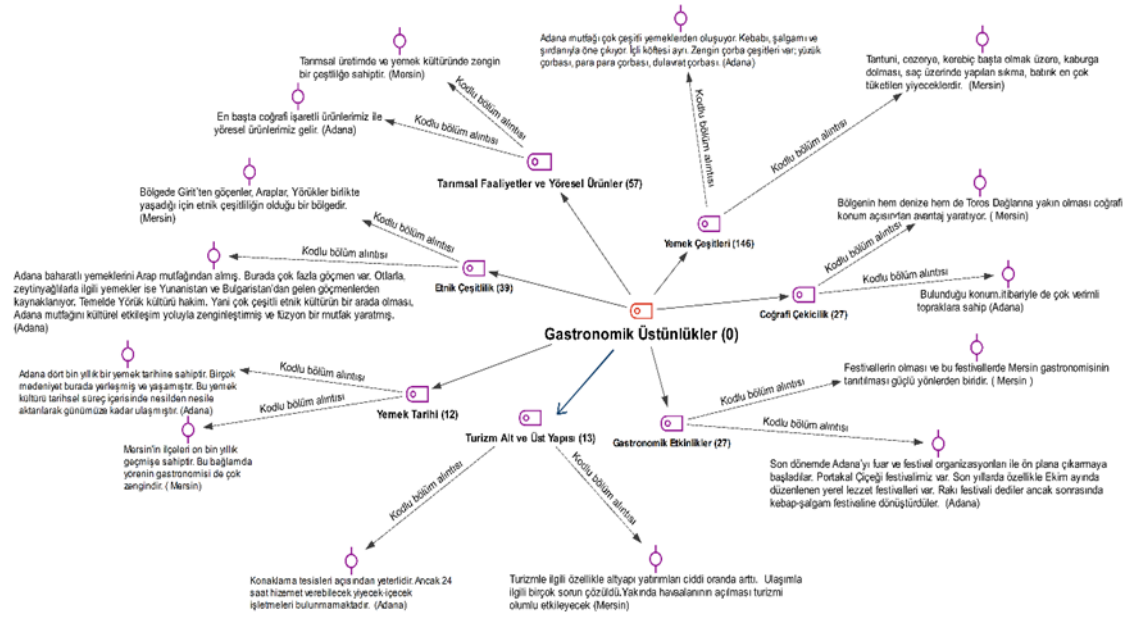 Adana mutfağı çok çeşitli yemeklerden oluşuyor. Kebabı, şalgamı ve
şırdanıyla öne çıkıyor. İçli köftesi ayrı. Zengin çorba çeşitleri var; yüzük
çorbası, para para çorbası, dulavrat çorbası. (Adana)
Tarımsal üretimde ve yemek kültüründe zengin
bir çeşitliliğe sahiptir. (Mersin)
Tantuni, cezerye, kerebiç başta olmak üzere, kaburga
dolması, saç üzerinde yapılan sıkma, batırık en çok
tüketilen yiyeceklerdir. (Mersin)
En başta coğrafi işaretli ürünlerimiz ile
yöresel ürünlerimiz gelir. (Adana)
Kodlu bölüm alıntısı
Kodlu bölüm alıntısı
Kodlu bölüm alıntısı
Kodlu bölüm alıntısı
Tarımsal Faaliyetler ve Yöresel Ürünler (57)
Yemek Çeşitleri (146)
Bölgede Girit'ten göçenler, Araplar, Yörükler birlikte
yaşadığı için etnik çeşitliliğin olduğu bir bölgedir.
(Mersin)
Kodlu bölüm alıntısı
Kodlu bölüm alıntısı
Etnik Çeşitlilik (39)
Adana baharatlı yemeklerini Arap mutfağından almış. Burada çok fazla göçmen var. Otlarla,
zeytinyağlılarla ilgili yemekler ise Yunanistan ve Bulgaristan'dan gelen göçmenlerden
kaynaklanıyor. Temelde Yörük kültürü hakim. Yani çok çeşitli etnik kültürün bir arada olması,
Adana mutfağını kültürel etkileşim yoluyla zenginleştirmiş ve füzyon bir mutfak yaratmış.
(Adana)
Bölgenin hem denize hem de Toros Dağlarına yakın olması coğrafi
konum açısından avantaj yaratıyor. ( Mersin)
Kodlu bölüm alıntısı
Kodlu bölüm alıntısı
Coğrafi Çekicilik (27)
Bulunduğu konum itibariyle de çok verimli
topraklara sahip (Adana)
Gastronomik Üstünlükler (0)
Adana dört bin yıllık bir yemek tarihine sahiptir. Birçok
medeniyet burada yerleşmiş ve yaşamıştır. Bu yemek
kültürü tarihsel süreç içerisinde nesilden nesile
aktarılarak günümüze kadar ulaşmıştır. (Adana)
Kodlu bölüm alıntısı
Kodlu bölüm alıntısı
Yemek Tarihi (12)
Mersin'in ilçeleri on bin yıllık
geçmişe sahiptir. Bu bağlamda
yörenin gastronomisi de çok
zengindir. ( Mersin)
Turizm Alt ve Üst Yapısı (13)
Kodlu bölüm alıntısı
Kodlu bölüm alıntısı
Konaklama tesisleri açısından yeterlidir. Ancak 24
saat hizemet verebilecek yiyecek-içecek
işletmeleri bulunmamaktadır. (Adana)
Turizmle ilgili özellikle altyapı yatırımları ciddi oranda arttı. Ulaşımla
ilgili birçok sorun çözüldü.Yakında havaalanının açılması turizmi
olumlu etkileyecek (Mersin)
Gastronomik Etkinlikler (27)
Kodlu bölüm alıntısı
Kodlu bölüm alıntısı
Festivallerin olması ve bu festivallerde Mersin gastronomisinin
tanıtılması güçlü yönlerden biridir. ( Mersin )
Son dönemde Adana'yı fuar ve festival organizasyonları ile ön plana çıkarmaya
başladılar. Portakal Çiçeği festivalimiz var. Son yıllarda özellikle Ekim ayında
düzenlenen yerel lezzet festivalleri var. Rakı festivali dediler ancak sonrasında
kebap-şalgam festivaline dönüştürdüler. (Adana)